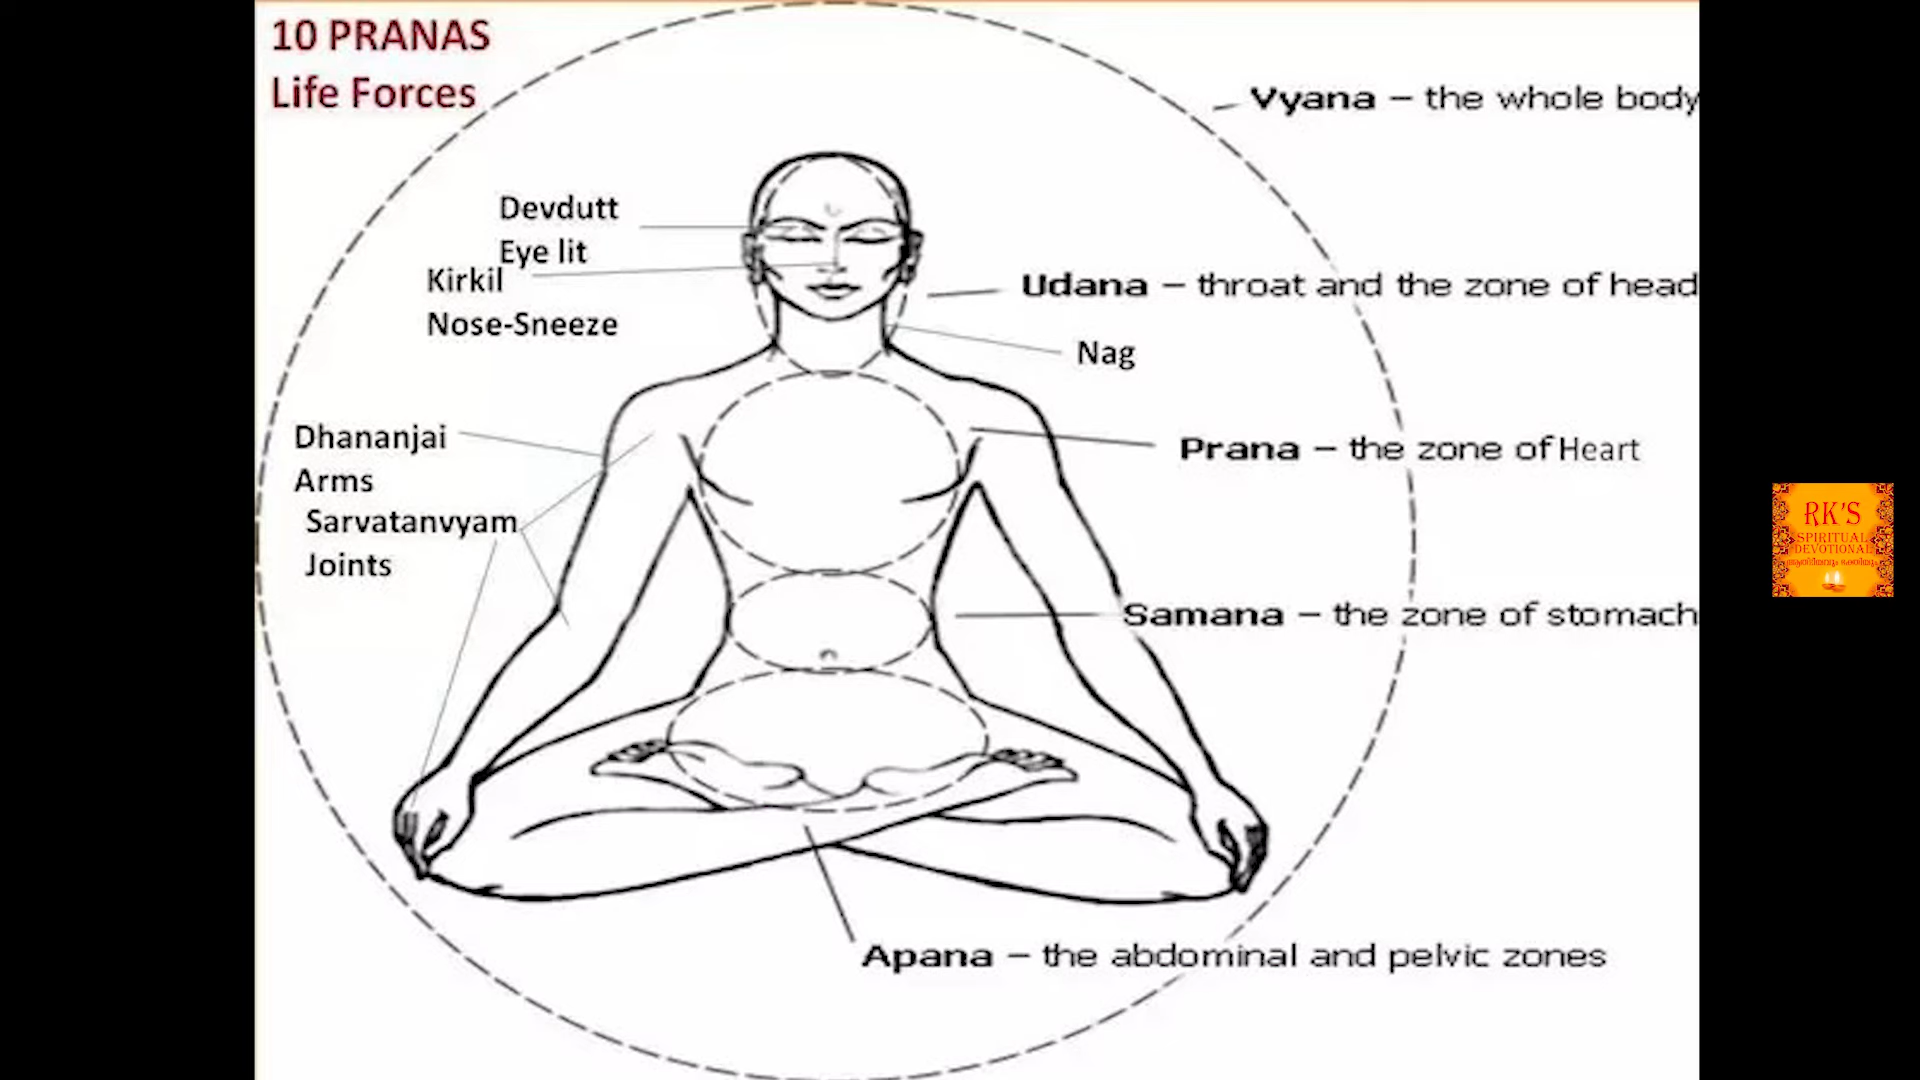 10 PRANAS
Life Forces
Vyana – the whole body
Devdutt
Eye lit
Kirkil
Nose-Sneeze
Udana – throat and the zone of head
Nag
Dhananjai
Arms
Sarvatanvyam
Joints
Prana – the zone of Heart
Samana – the zone of stomach
Apana – the abdominal and pelvic zones
RK'S
SPIRITUAL
DEVOTIONAL